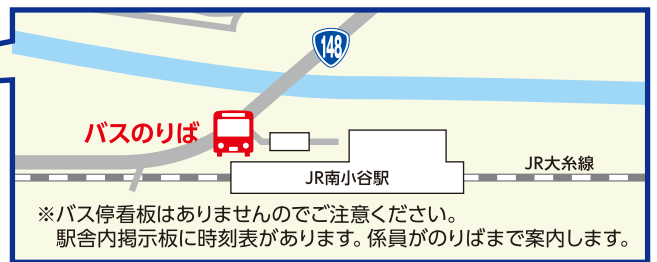 148
バスのりば
JR南小谷駅
JR大糸線
※バス停看板はありませんのでご注意ください。
駅舎内掲示板に時刻表があります。係員がのりばまで案内します。